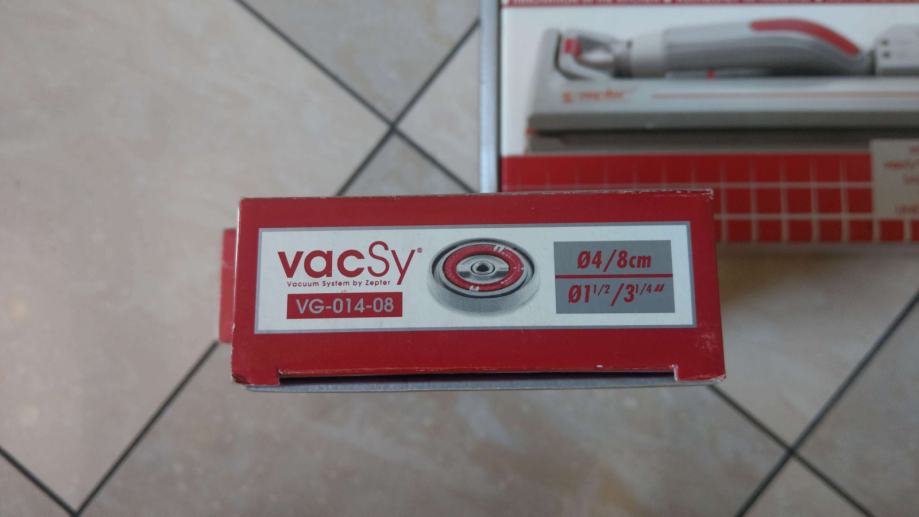 vacSy®
Vacuum System by Zepter
VG-014-08
Ø4/8cm
Ø1 1/2 /3 1/4"